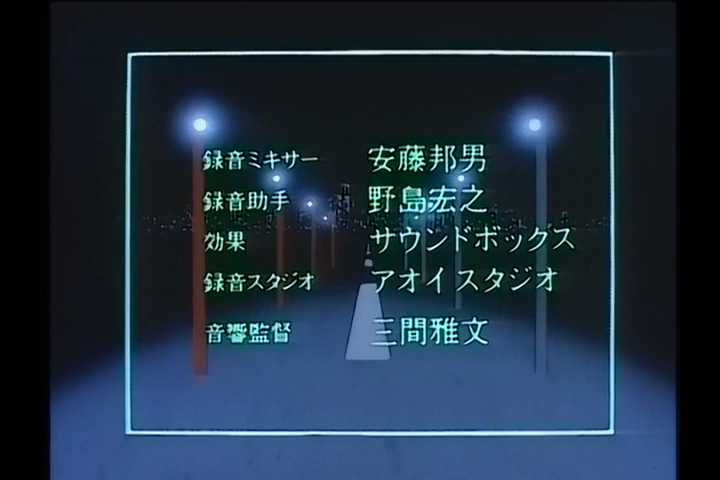 録音ミキサー 安藤邦男
録音助手 野島宏之
効果 サウンドボックス
録音スタジオ アオイスタジオ
音響監督 三間雅文